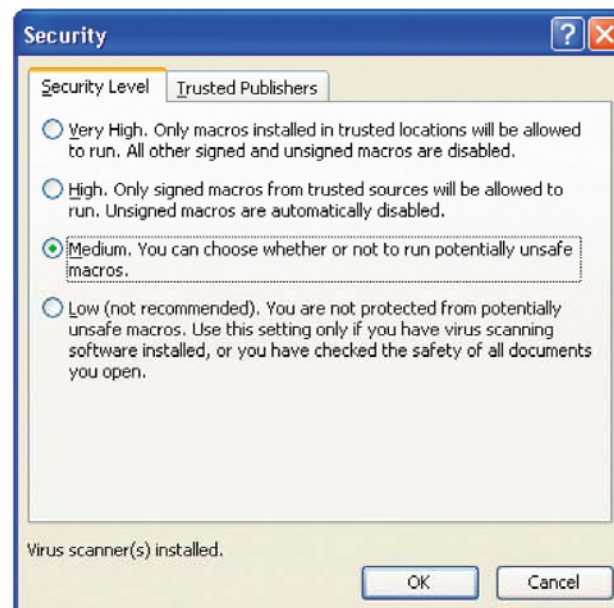 Security
Security Level Trusted Publishers
Very High. Only macros installed in trusted locations will be allowed
to run. All other signed and unsigned macros are disabled.
High. Only signed macros from trusted sources will be allowed to
run. Unsigned macros are automatically disabled.
Medium. You can choose whether or not to run potentially unsafe
macros.
Low (not recommended). You are not protected from potentially
unsafe macros. Use this setting only if you have virus scanning
software installed, or you have checked the safety of all documents
you open.
Virus scanner(s) installed.
OK Cancel